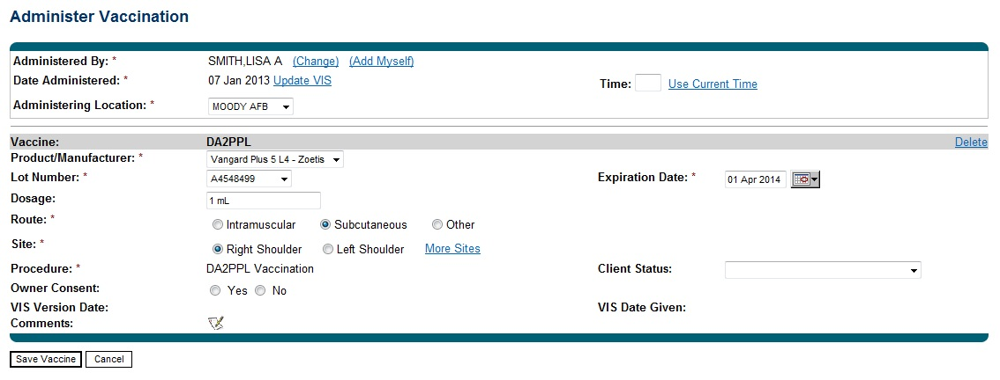 Administer Vaccination
Administered By: * SMITH,LISA A (Change) (Add Myself)
Date Administered: * 07 Jan 2013 Update VIS Time: Use Current Time
Administering Location: * MOODY AFB
Vaccine: DA2PPL Delete
Product/Manufacturer: * Vangard Plus 5 L4 - Zoetis
Lot Number: * A4548499 Expiration Date: * 01 Apr 2014
Dosage: 1 mL
Route: * Intramuscular Subcutaneous Other
Site: * Right Shoulder Left Shoulder More Sites
Procedure: * DA2PPL Vaccination Client Status:
Owner Consent: Yes No
VIS Version Date: VIS Date Given:
Comments:
Save Vaccine Cancel